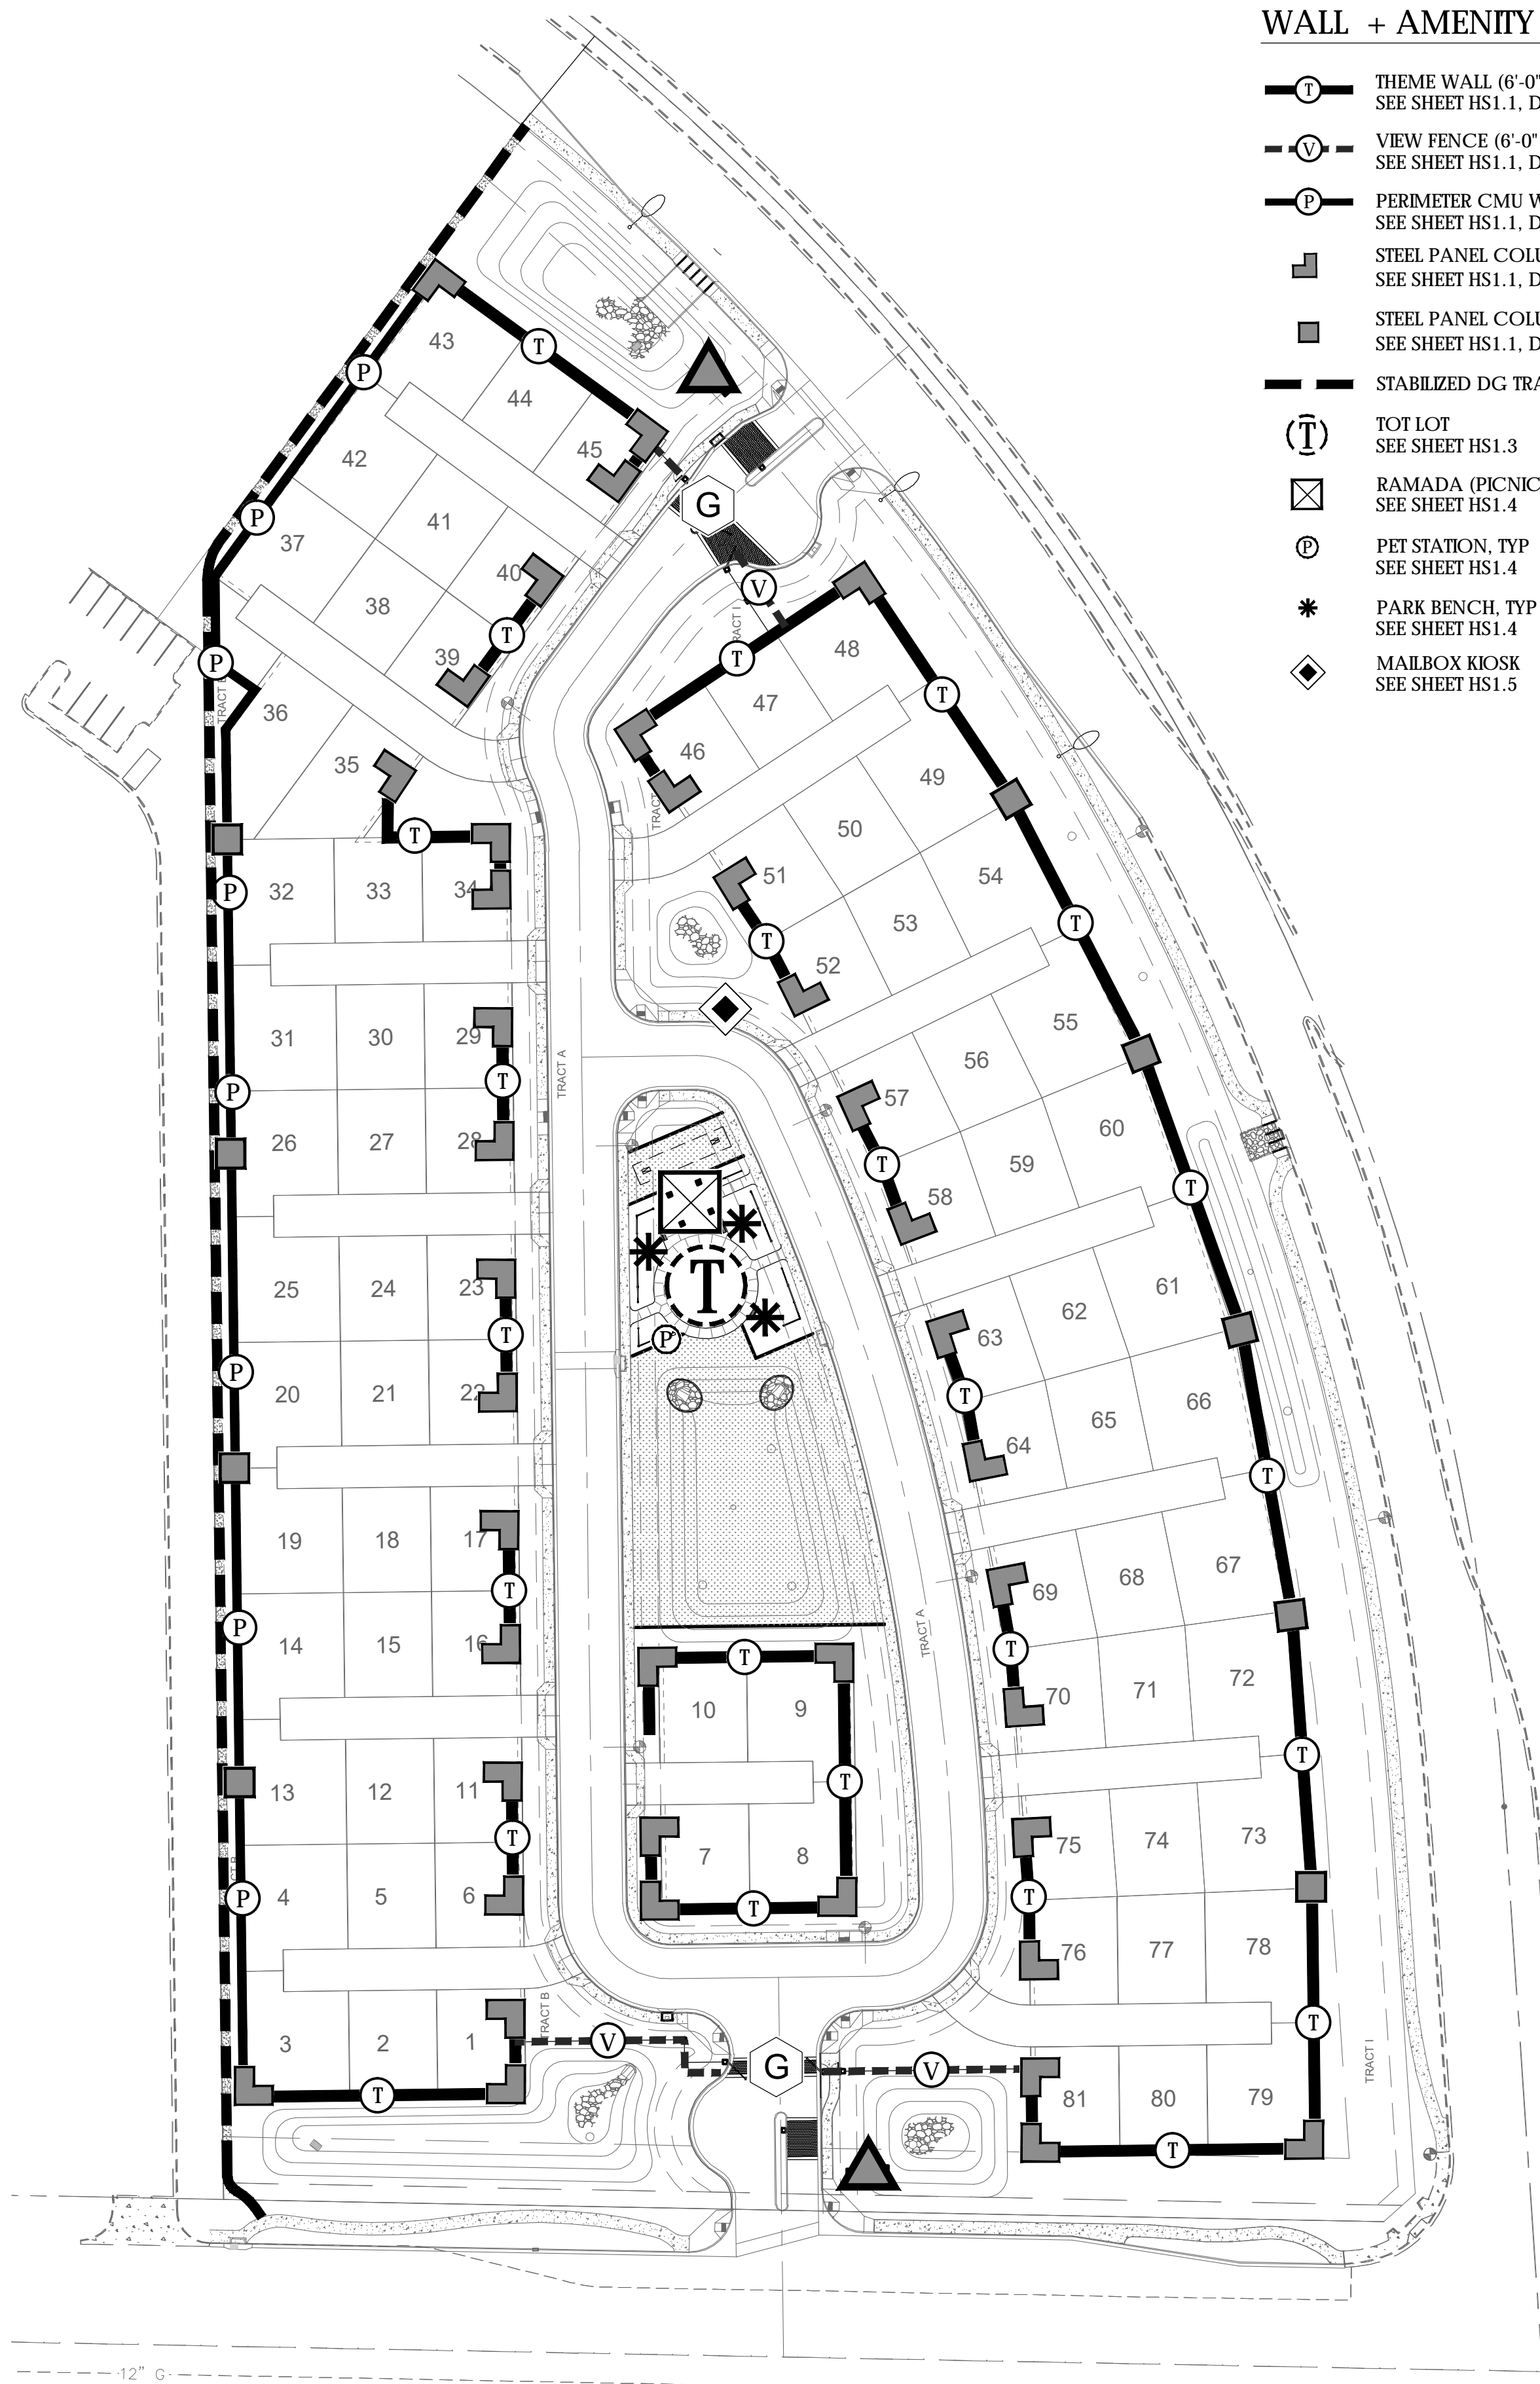 WALL + AMENITY
THEME WALL (6'-0"
SEE SHEET HS1.1, D
VIEW FENCE (6'-0"
SEE SHEET HS1.1, D
PERIMETER CMU W
SEE SHEET HS1.1, D
STEEL PANEL COLU
SEE SHEET HS1.1, D
STEEL PANEL COLU
SEE SHEET HS1.1, D
STABILIZED DG TRA
TOT LOT
SEE SHEET HS1.3
RAMADA (PICNIC
SEE SHEET HS1.4
PET STATION, TYP
SEE SHEET HS1.4
PARK BENCH, TYP
SEE SHEET HS1.4
MAILBOX KIOSK
SEE SHEET HS1.5
T
V
P
T
P
43
T
P
44
45
42
G
P
41
37
40
V
38
T
TRACT I
48
T
39
P
T
47
36
TRACT
46
35
49
T
TRACT
50
51
32
33
34
P
54
T
53
T
52
31
30
29
55
56
T
TRACT A
P
57
60
26
27
28
T
59
T
58
25
24
23
T
61
62
63
T
P
P
20
21
22
T
66
65
64
T
19
18
17
67
68
69
T
P
14
15
16
T
T
72
71
70
TRACT A
10
9
T
13
12
11
T
T
73
74
75
7
8
P
4
5
6
T
T
76
77
78
3
2
1
TRACT B
V
G
V
T
TRACT I
T
81
80
79
T
12" G